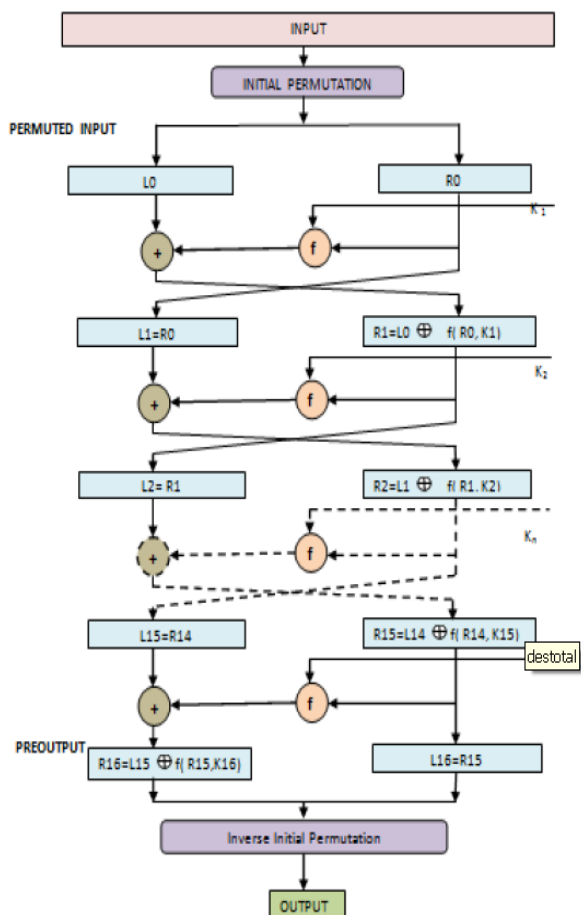 INPUT
INITIAL PERMUTATION
PERMUTED INPUT
L0
R0
K 1
f
+
L1=R0
R1=L0 ⊕ f( R0, K1)
K2
f
+
L2= R1
R2=L1 ⊕ f( R1, K2)
Kn
f
+
L15=R14
R15=L14 ⊕ f( R14, K15)
destotal
f
+
PREOUTPUT
R16=L15 ⊕ f( R15,K16)
L16=R15
Inverse Initial Permutation
OUTPUT